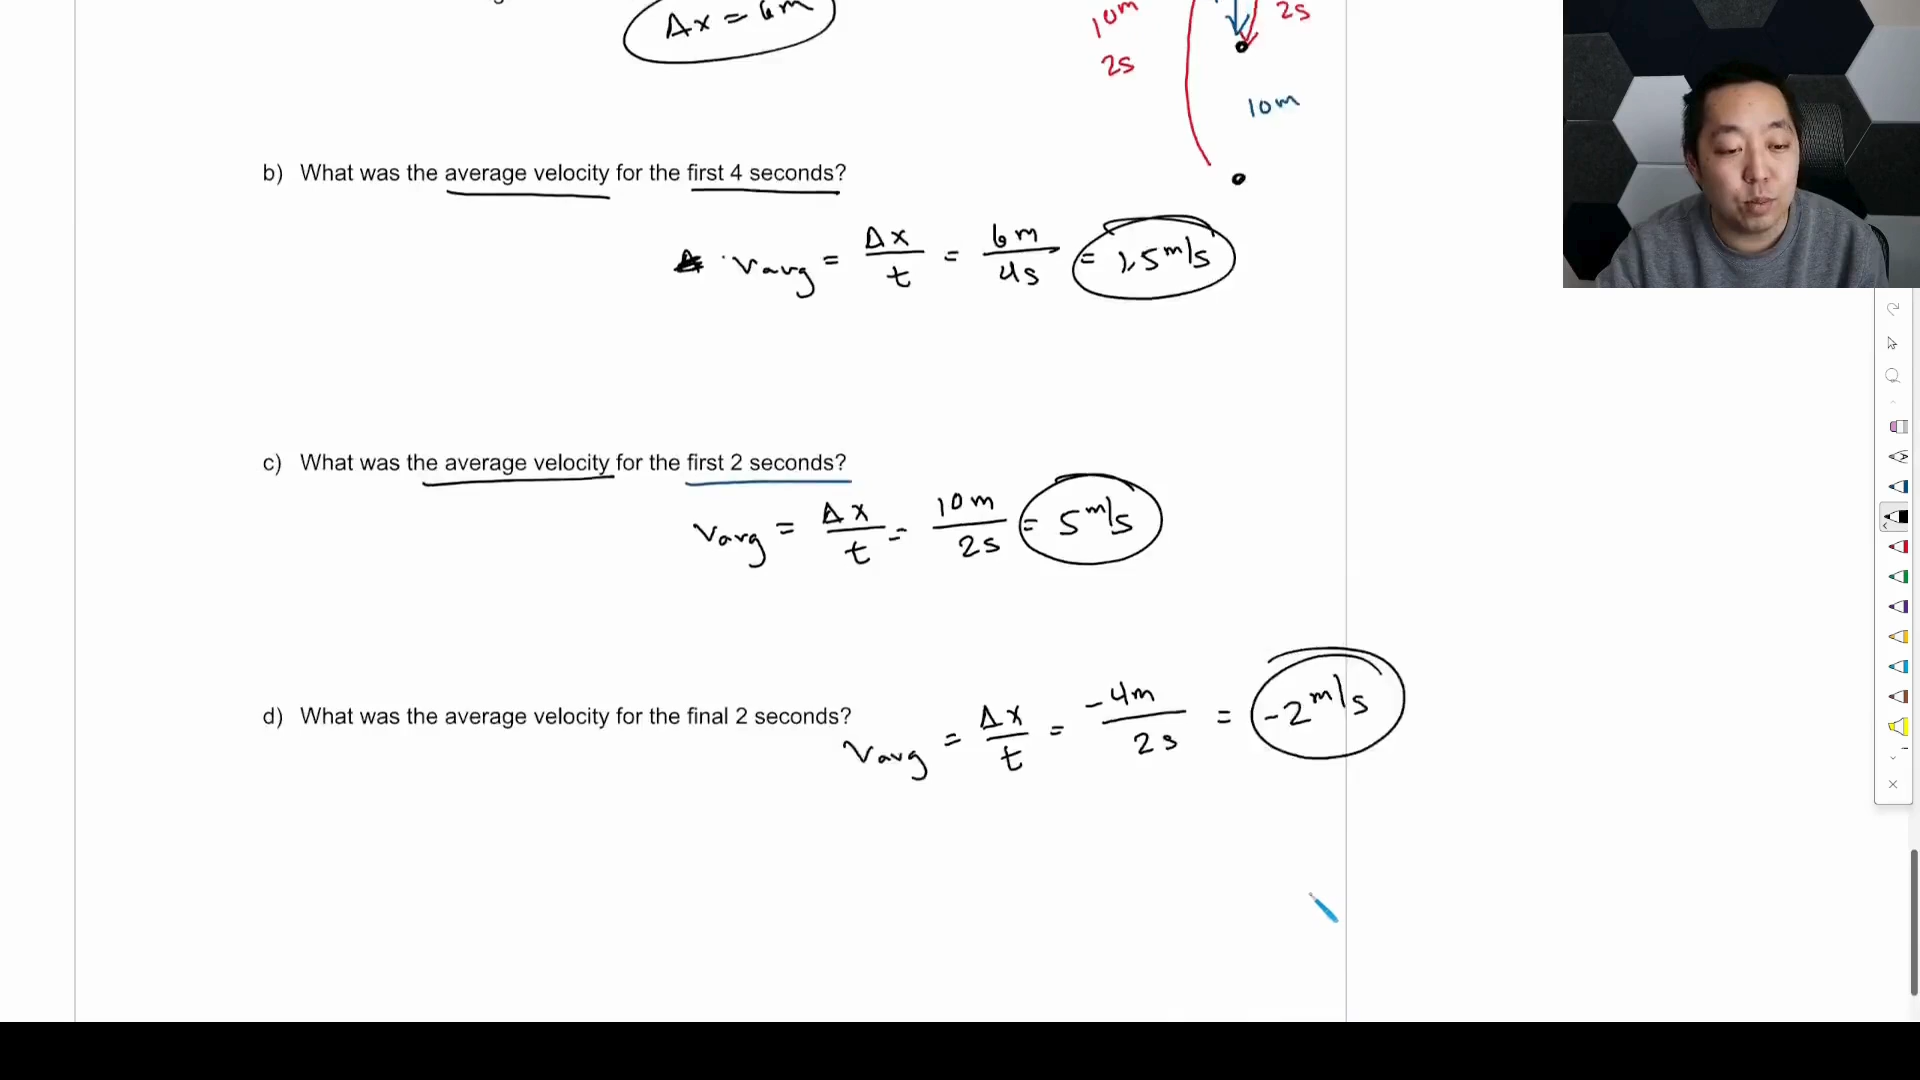 Δx = 6m
10m
2s
2s
10m
b) What was the average velocity for the first 4 seconds?
Vavg = Δx/t = 6m/4s = 1.5 m/s
c) What was the average velocity for the first 2 seconds?
Vavg = Δx/t = 10m/2s = 5 m/s
d) What was the average velocity for the final 2 seconds?
Vavg = Δx/t = -4m/2s = -2 m/s